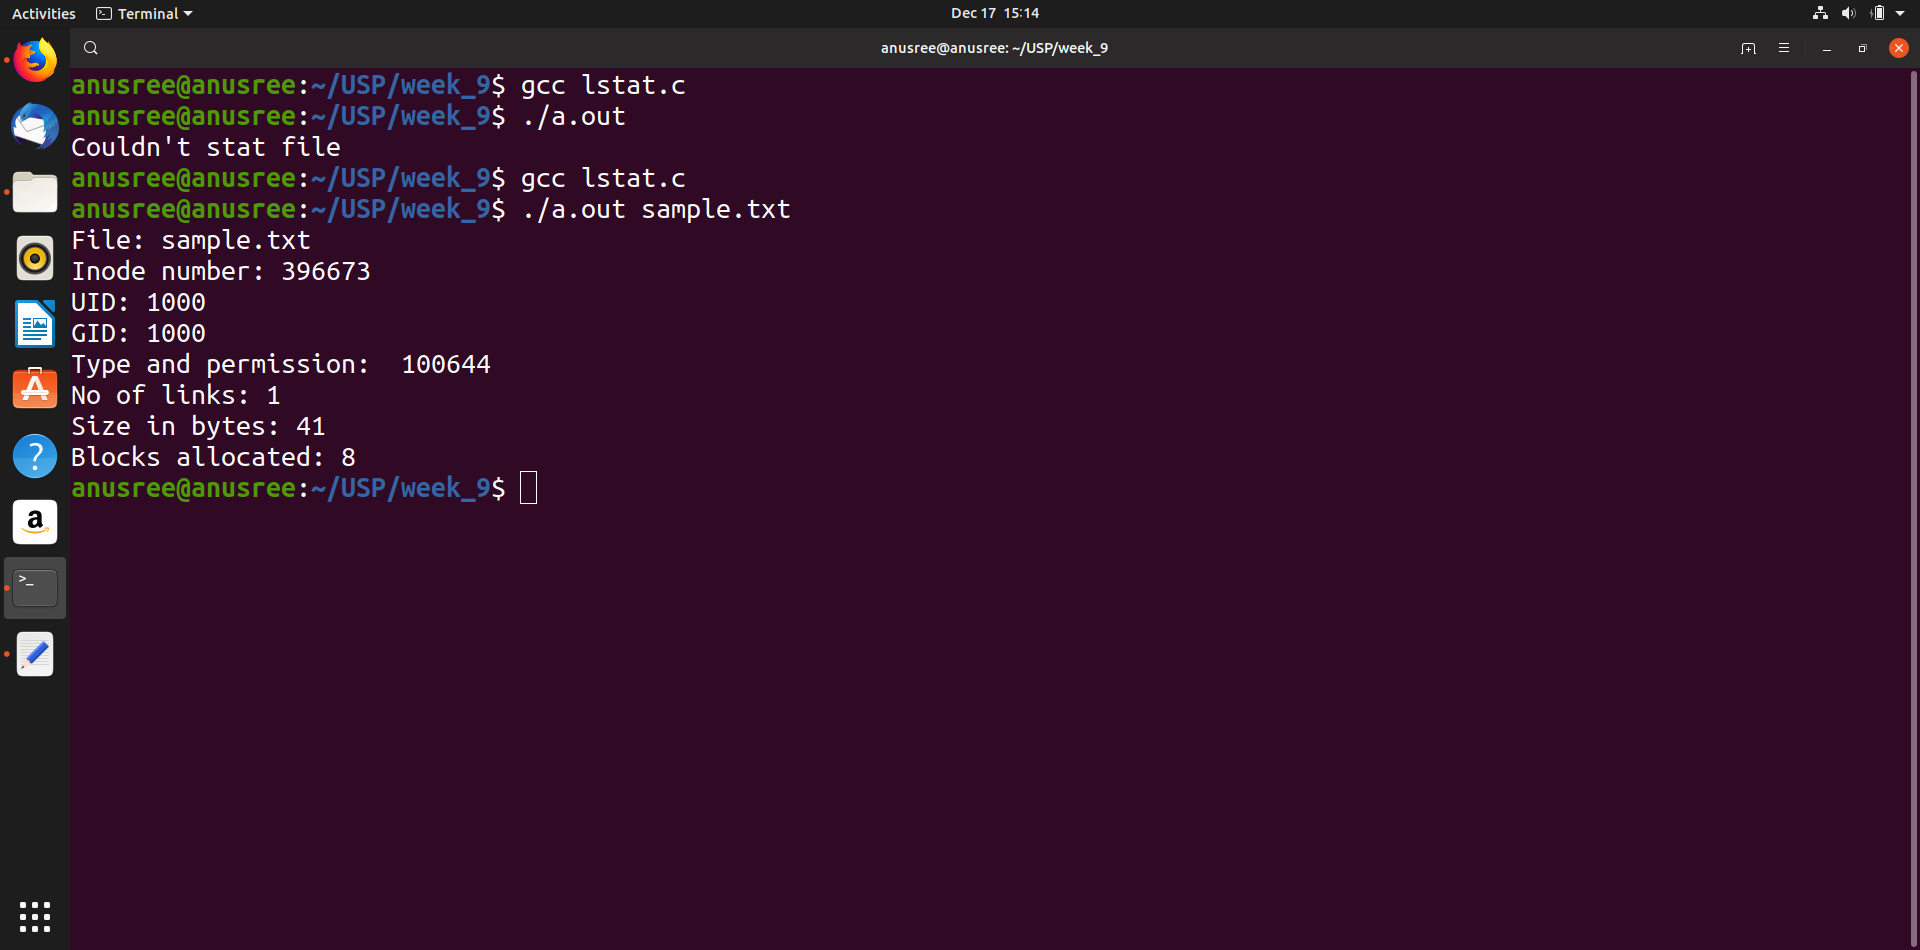 Activities Terminal Dec 17 15:14
anusree@anusree: ~/USP/week_9
anusree@anusree:~/USP/week_9$ gcc lstat.c
anusree@anusree:~/USP/week_9$ ./a.out
Couldn't stat file
anusree@anusree:~/USP/week_9$ gcc lstat.c
anusree@anusree:~/USP/week_9$ ./a.out sample.txt
File: sample.txt
Inode number: 396673
UID: 1000
GID: 1000
Type and permission:  100644
No of links: 1
Size in bytes: 41
Blocks allocated: 8
anusree@anusree:~/USP/week_9$